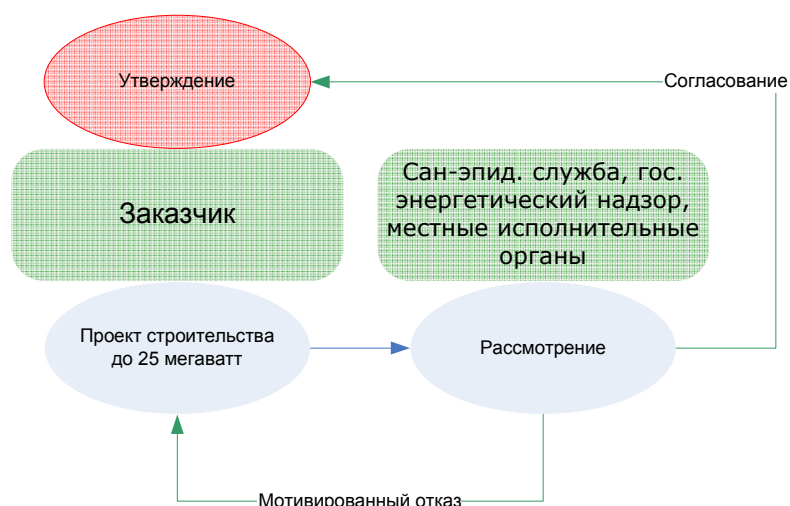 Утверждение
Согласование
Заказчик
Сан-эпид. служба, гос.
энергетический надзор,
местные исполнительные
органы
Проект строительства
до 25 мегаватт
Рассмотрение
Мотивированный отказ